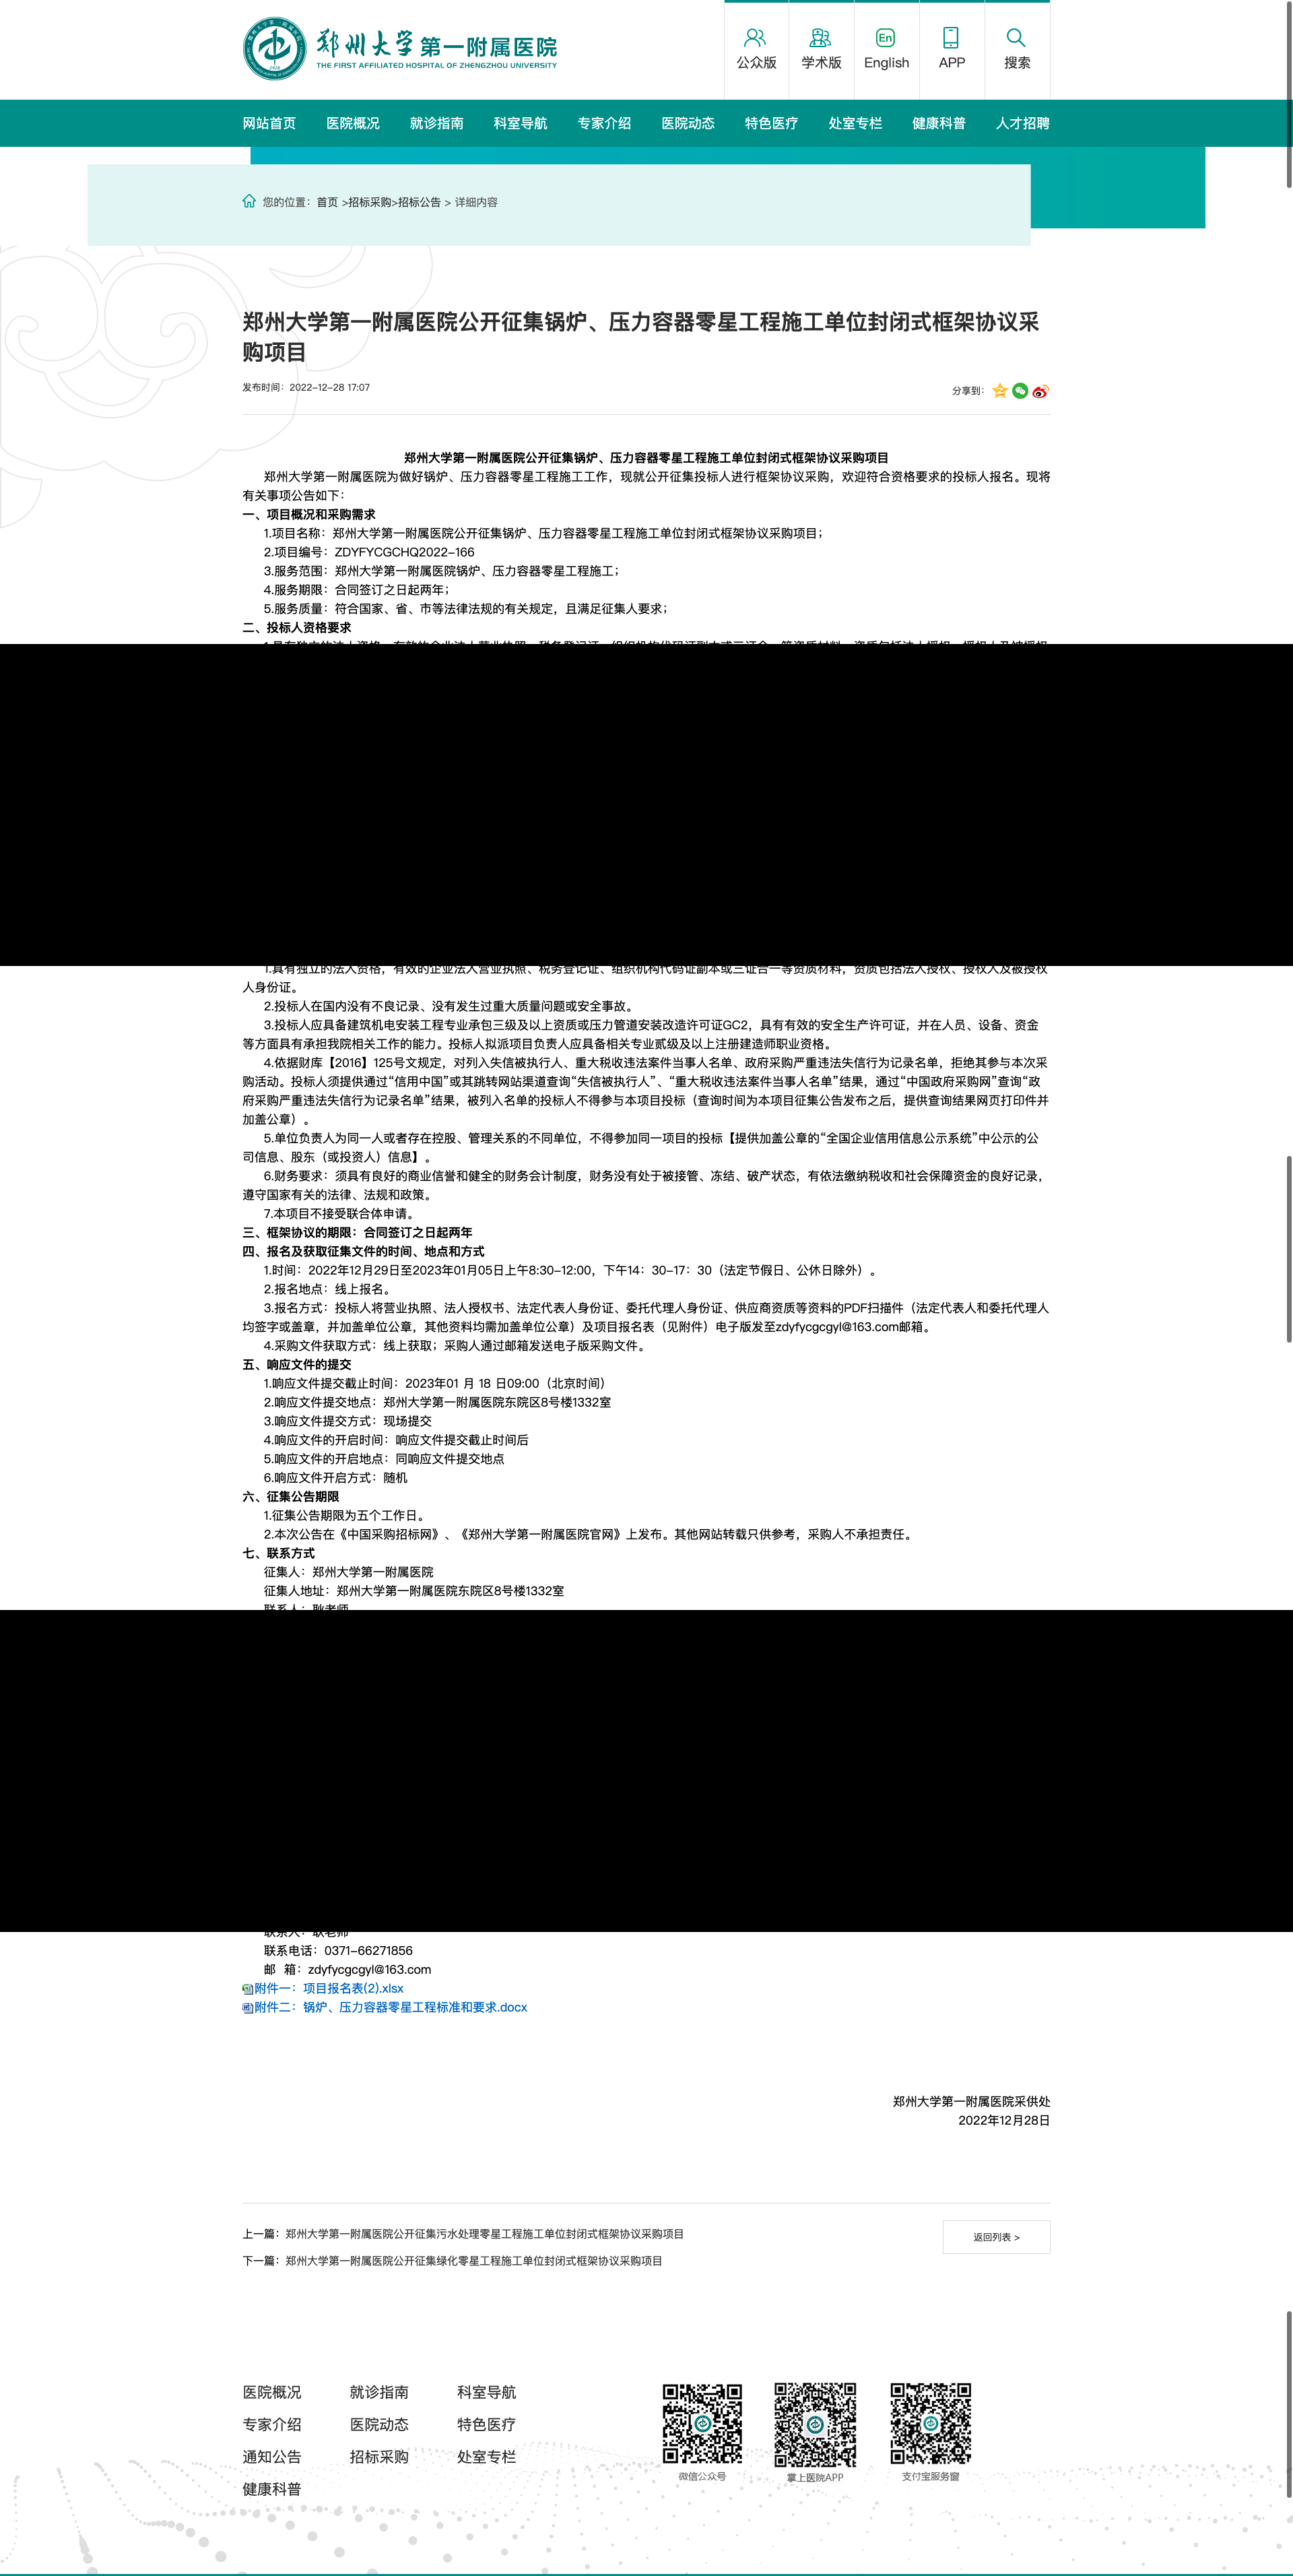 郑州大学第一附属医院
THE FIRST AFFILIATED HOSPITAL OF ZHENGZHOU UNIVERSITY
公众版
学术版
En
English
APP
搜索
网站首页 医院概况 就诊指南 科室导航 专家介绍 医院动态 特色医疗 处室专栏 健康科普 人才招聘
您的位置：首页 >招标采购>招标公告 > 详细内容
郑州大学第一附属医院公开征集锅炉、压力容器零星工程施工单位封闭式框架协议采
购项目
发布时间：2022-12-28 17:07
分享到：
郑州大学第一附属医院公开征集锅炉、压力容器零星工程施工单位封闭式框架协议采购项目
郑州大学第一附属医院为做好锅炉、压力容器零星工程施工工作，现就公开征集投标人进行框架协议采购，欢迎符合资格要求的投标人报名。现将
有关事项公告如下：
一、项目概况和采购需求
1.项目名称：郑州大学第一附属医院公开征集锅炉、压力容器零星工程施工单位封闭式框架协议采购项目；
2.项目编号：ZDYFYCGCHQ2022-166
3.服务范围：郑州大学第一附属医院锅炉、压力容器零星工程施工；
4.服务期限：合同签订之日起两年；
5.服务质量：符合国家、省、市等法律法规的有关规定，且满足征集人要求；
二、投标人资格要求
1.具有独立的法人资格，有效的企业法人营业执照、税务登记证、组织机构代码证副本或三证合一等资质材料，资质包括法人授权、授权人及被授权
人身份证。
2.投标人在国内没有不良记录、没有发生过重大质量问题或安全事故。
3.投标人应具备建筑机电安装工程专业承包三级及以上资质或压力管道安装改造许可证GC2，具有有效的安全生产许可证，并在人员、设备、资金
等方面具有承担我院相关工作的能力。投标人拟派项目负责人应具备相关专业贰级及以上注册建造师职业资格。
4.依据财库【2016】125号文规定，对列入失信被执行人、重大税收违法案件当事人名单、政府采购严重违法失信行为记录名单，拒绝其参与本次采
购活动。投标人须提供通过“信用中国”或其跳转网站渠道查询“失信被执行人”、“重大税收违法案件当事人名单”结果，通过“中国政府采购网”查询“政
府采购严重违法失信行为记录名单”结果，被列入名单的投标人不得参与本项目投标（查询时间为本项目征集公告发布之后，提供查询结果网页打印件并
加盖公章）。
5.单位负责人为同一人或者存在控股、管理关系的不同单位，不得参加同一项目的投标【提供加盖公章的“全国企业信用信息公示系统”中公示的公
司信息、股东（或投资人）信息】。
6.财务要求：须具有良好的商业信誉和健全的财务会计制度，财务没有处于被接管、冻结、破产状态，有依法缴纳税收和社会保障资金的良好记录，
遵守国家有关的法律、法规和政策。
7.本项目不接受联合体申请。
三、框架协议的期限：合同签订之日起两年
四、报名及获取征集文件的时间、地点和方式
1.时间：2022年12月29日至2023年01月05日上午8:30-12:00，下午14：30-17：30（法定节假日、公休日除外）。
2.报名地点：线上报名。
3.报名方式：投标人将营业执照、法人授权书、法定代表人身份证、委托代理人身份证、供应商资质等资料的PDF扫描件（法定代表人和委托代理人
均签字或盖章，并加盖单位公章，其他资料均需加盖单位公章）及项目报名表（见附件）电子版发至zdyfycgcgyl@163.com邮箱。
4.采购文件获取方式：线上获取；采购人通过邮箱发送电子版采购文件。
五、响应文件的提交
1.响应文件提交截止时间：2023年01 月 18 日09:00（北京时间）
2.响应文件提交地点：郑州大学第一附属医院东院区8号楼1332室
3.响应文件提交方式：现场提交
4.响应文件的开启时间：响应文件提交截止时间后
5.响应文件的开启地点：同响应文件提交地点
6.响应文件开启方式：随机
六、征集公告期限
1.征集公告期限为五个工作日。
2.本次公告在《中国采购招标网》、《郑州大学第一附属医院官网》上发布。其他网站转载只供参考，采购人不承担责任。
七、联系方式
征集人：郑州大学第一附属医院
征集人地址：郑州大学第一附属医院东院区8号楼1332室
联系人：耿老师
联系电话：0371-66271856
邮 箱：zdyfycgcgyl@163.com
附件一：项目报名表(2).xlsx
附件二：锅炉、压力容器零星工程标准和要求.docx
郑州大学第一附属医院采供处
2022年12月28日
上一篇：郑州大学第一附属医院公开征集污水处理零星工程施工单位封闭式框架协议采购项目
返回列表 >
下一篇：郑州大学第一附属医院公开征集绿化零星工程施工单位封闭式框架协议采购项目
医院概况 就诊指南 科室导航
专家介绍 医院动态 特色医疗
通知公告 招标采购 处室专栏
健康科普
微信公众号 掌上医院APP 支付宝服务窗